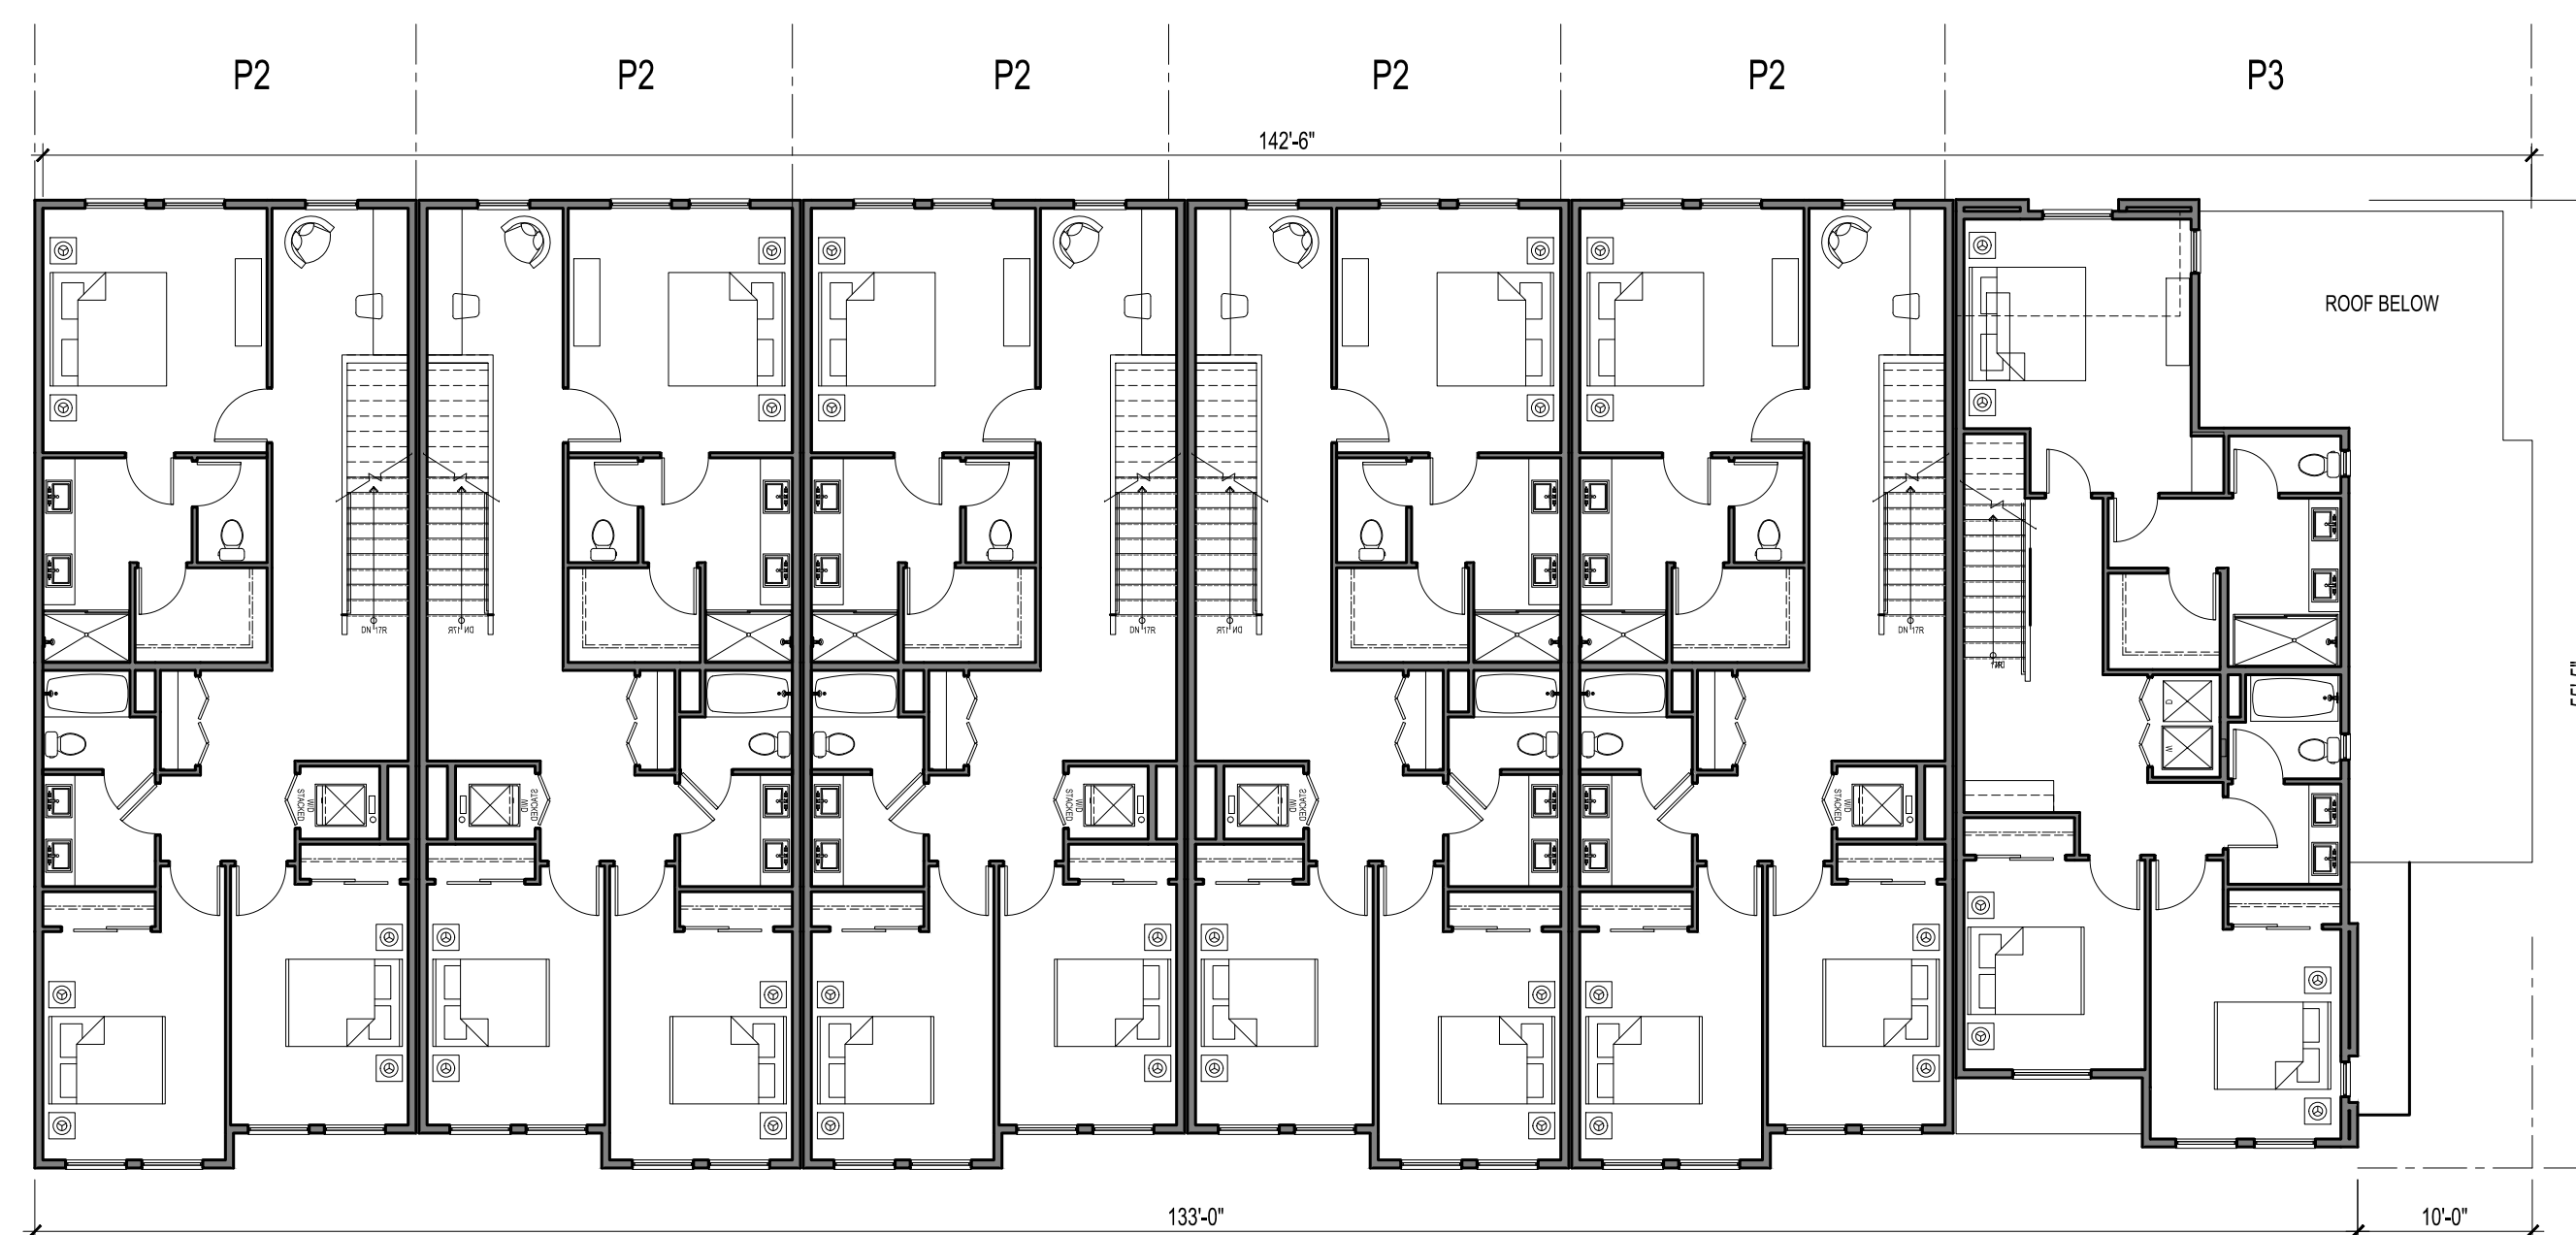 P2
P2
P2
P2
P2
P3
142'-6"
ROOF BELOW
DN 17R
DN 17R
DN 17R
DN 17R
DN 17R
D
W
STACKED
W/D
STACKED
W/D
STACKED
W/D
STACKED
W/D
STACKED
W/D
133'-0"
10'-0"